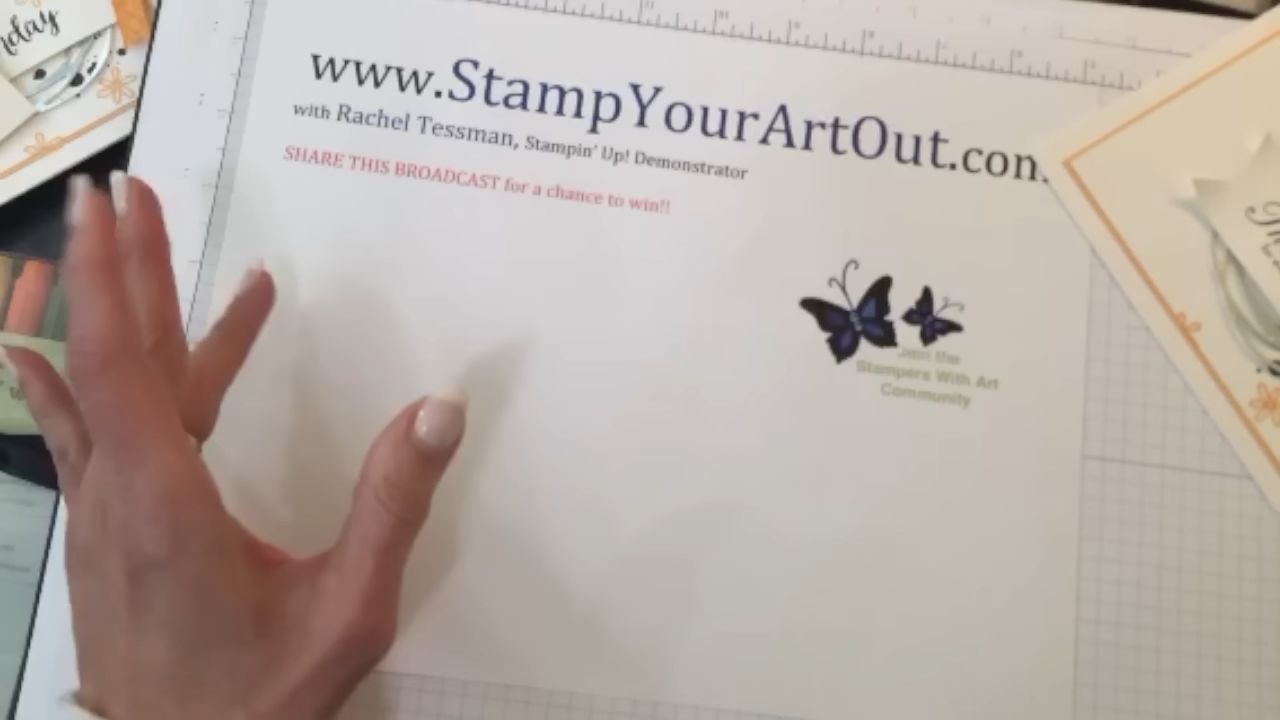 www.StampYourArtOut.com
with Rachel Tessman, Stampin' Up! Demonstrator
SHARE THIS BROADCAST for a chance to win!!
Join the
Stampers With Art
Community